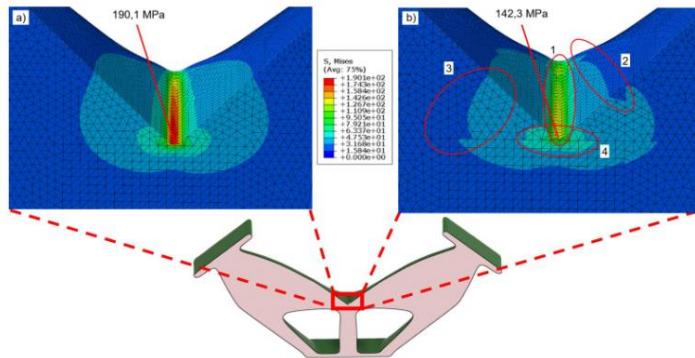 a)
190,1 MPa
S, Mises
(Avg: 75%)
+1.901e+02
+1.743e+02
+1.584e+02
+1.426e+02
+1.267e+02
+1.109e+02
+9.505e+01
+7.921e+01
+6.337e+01
+4.753e+01
+3.168e+01
+1.584e+01
+0.000e+00
b)
142,3 MPa
1
2
3
4